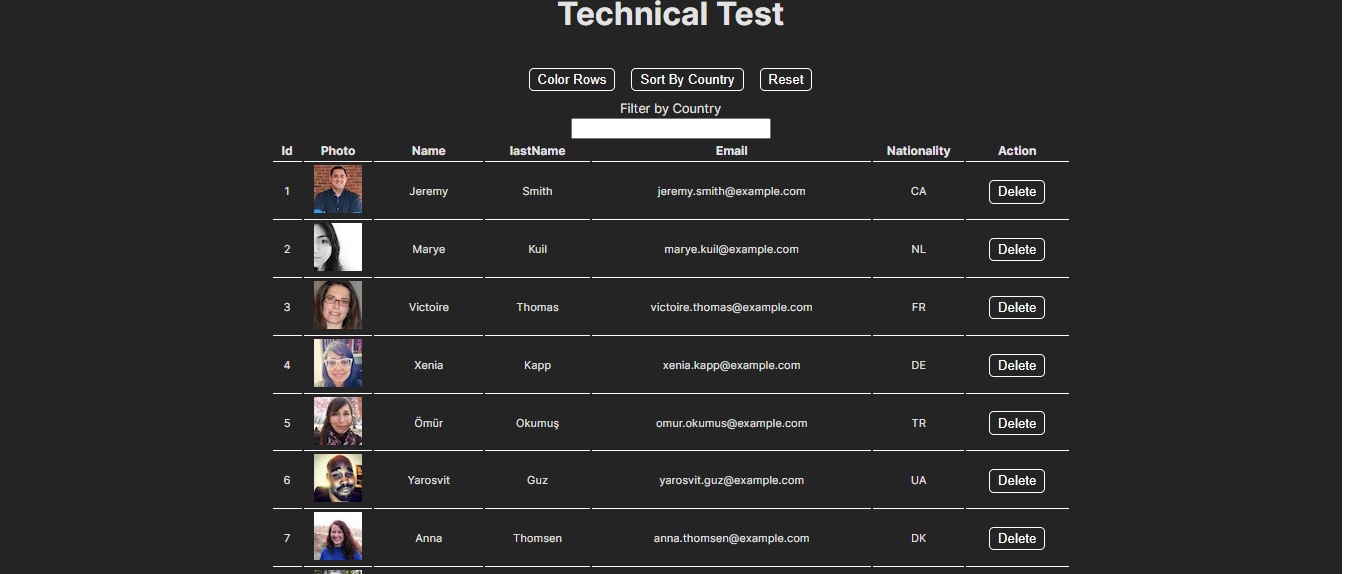 Technical Test
Color Rows Sort By Country Reset
Filter by Country
Id Photo Name lastName Email Nationality Action
1 Jeremy Smith jeremy.smith@example.com CA Delete
2 Marye Kuil marye.kuil@example.com NL Delete
3 Victoire Thomas victoire.thomas@example.com FR Delete
4 Xenia Kapp xenia.kapp@example.com DE Delete
5 Ömür Okumuş omur.okumus@example.com TR Delete
6 Yarosvit Guz yarosvit.guz@example.com UA Delete
7 Anna Thomsen anna.thomsen@example.com DK Delete